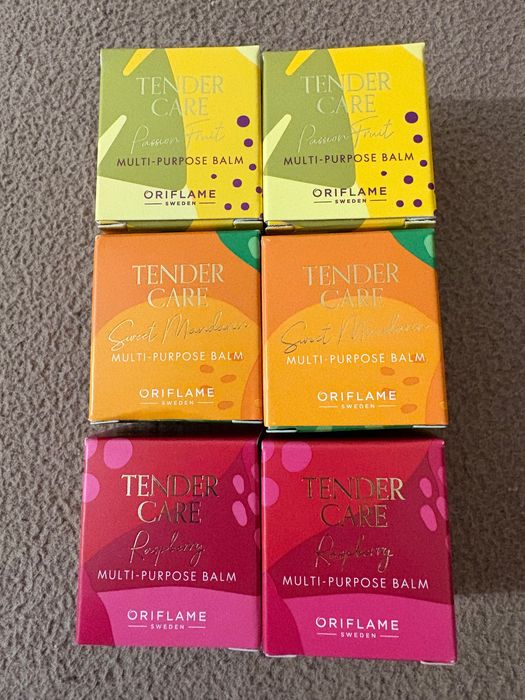 TENDER
CARE
Passion Fruit
MULTI-PURPOSE BALM
ORIFLAME
SWEDEN
TENDER
CARE
Passion Fruit
MULTI-PURPOSE BALM
ORIFLAME
SWEDEN
TENDER
CARE
Sweet Mandarin
MULTI-PURPOSE BALM
ORIFLAME
SWEDEN
TENDER
CARE
Sweet Mandarin
MULTI-PURPOSE BALM
ORIFLAME
SWEDEN
TENDER
CARE
Raspberry
MULTI-PURPOSE BALM
ORIFLAME
SWEDEN
TENDER
CARE
Raspberry
MULTI-PURPOSE BALM
ORIFLAME
SWEDEN